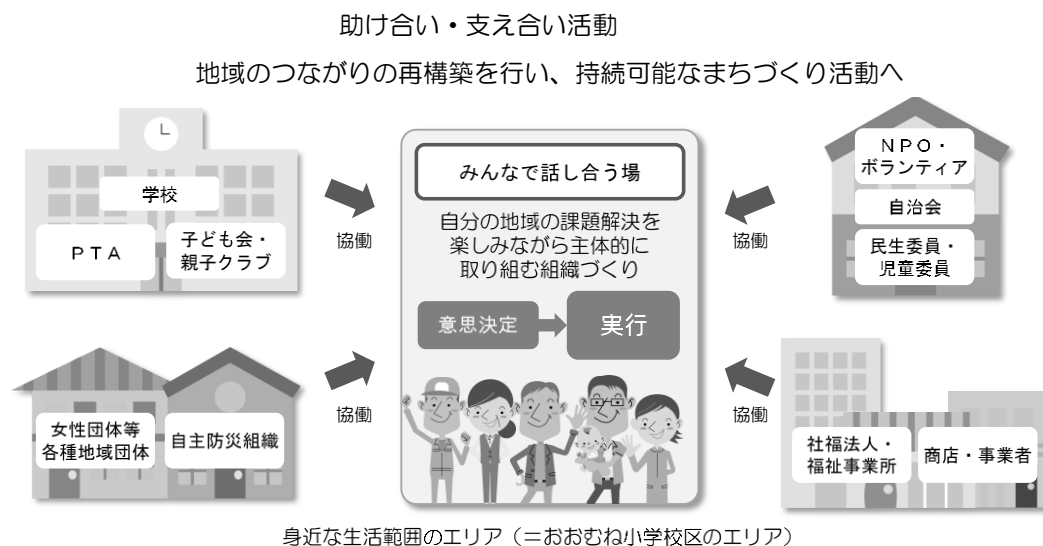 助け合い・支え合い活動
地域のつながりの再構築を行い、持続可能なまちづくり活動へ
学校
ＰＴＡ
子ども会・
親子クラブ
協働
みんなで話し合う場
自分の地域の課題解決を
楽しみながら主体的に
取り組む組織づくり
意思決定
実行
協働
ＮＰＯ・
ボランティア
自治会
民生委員・
児童委員
女性団体等
各種地域団体
自主防災組織
協働
協働
社福法人・
福祉事業所
商店・事業者
身近な生活範囲のエリア（＝おおむね小学校区のエリア）